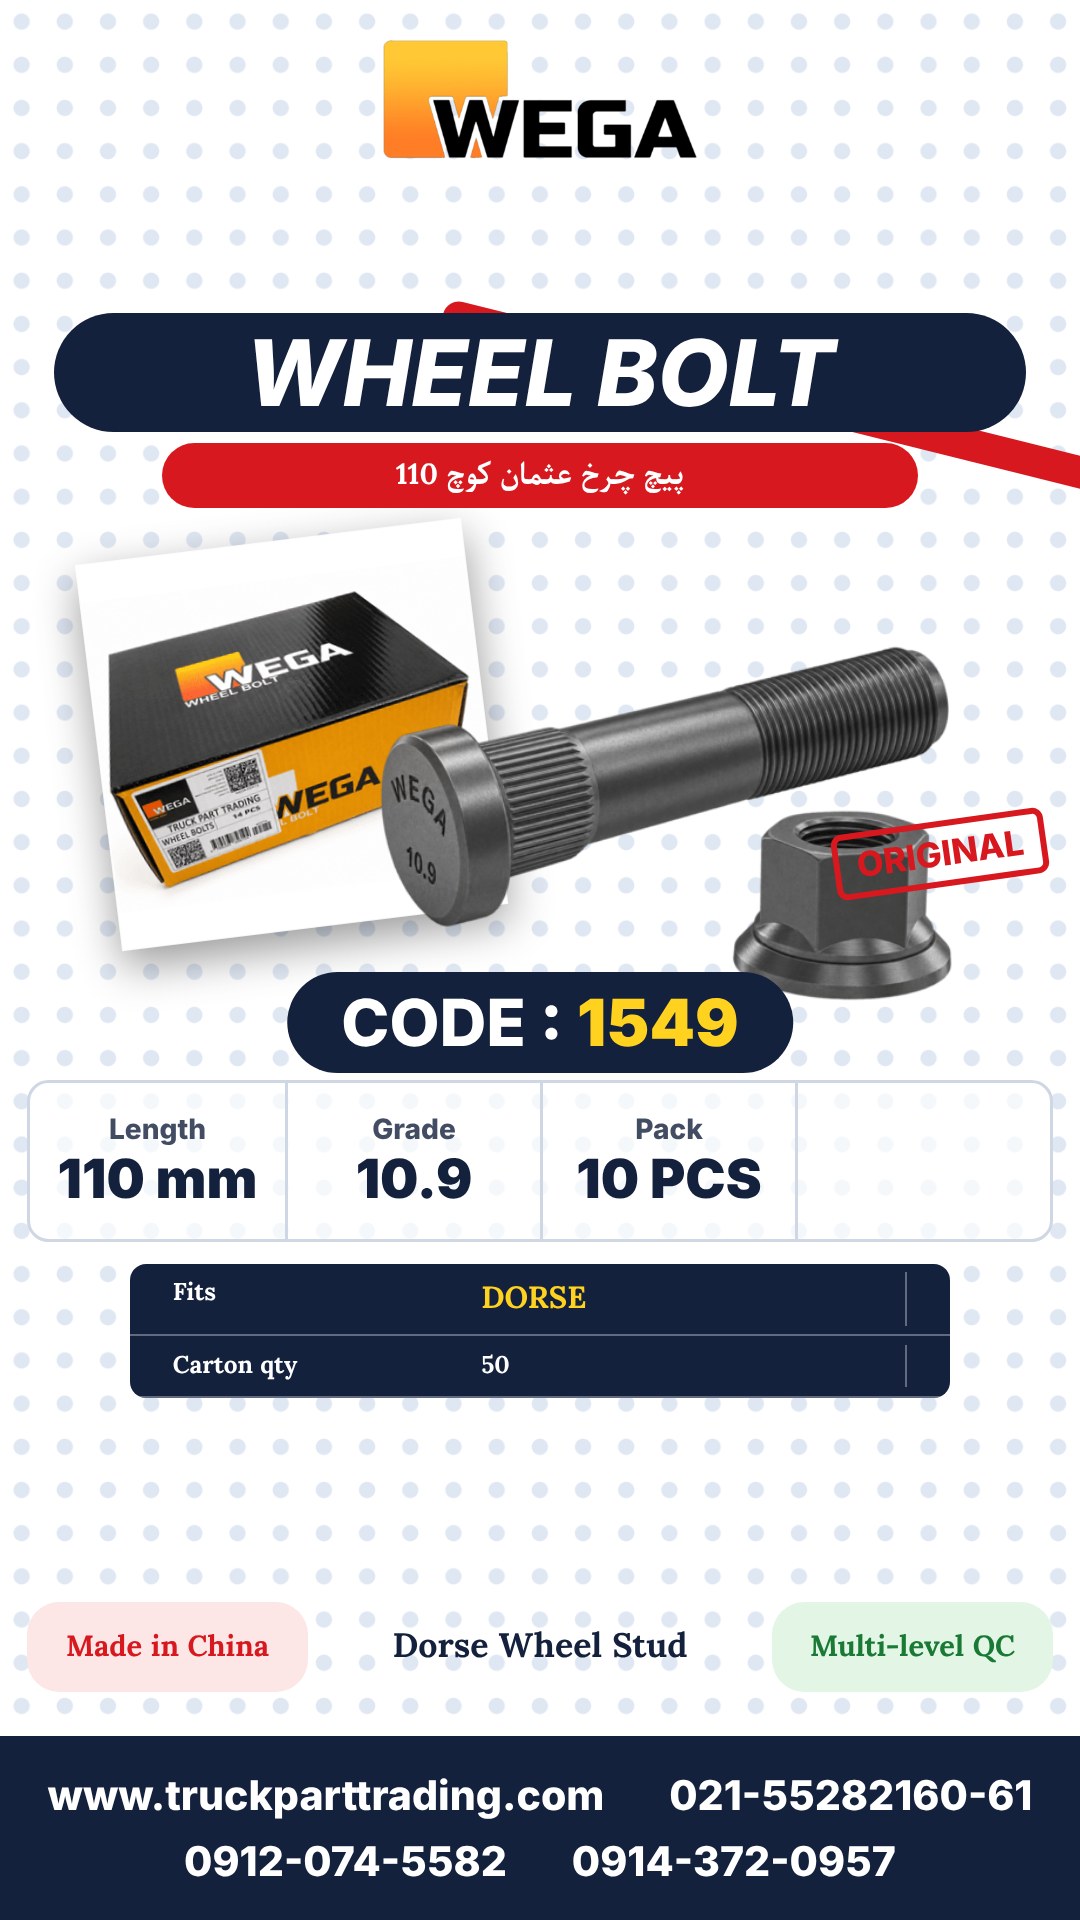 WEGA
WHEEL BOLT
پیچ چرخ عثمان کوچ 110
WEGA
WHEEL BOLT
WEGA
TRUCK PART TRADING
WHEEL BOLTS 14 PCS
WEGA
BOLT
WEGA
10.9
ORIGINAL
CODE : 1549
Length
110 mm
Grade
10.9
Pack
10 PCS
Fits DORSE
Carton qty 50
Made in China
Dorse Wheel Stud
Multi-level QC
www.truckparttrading.com 021-55282160-61
0912-074-5582 0914-372-0957